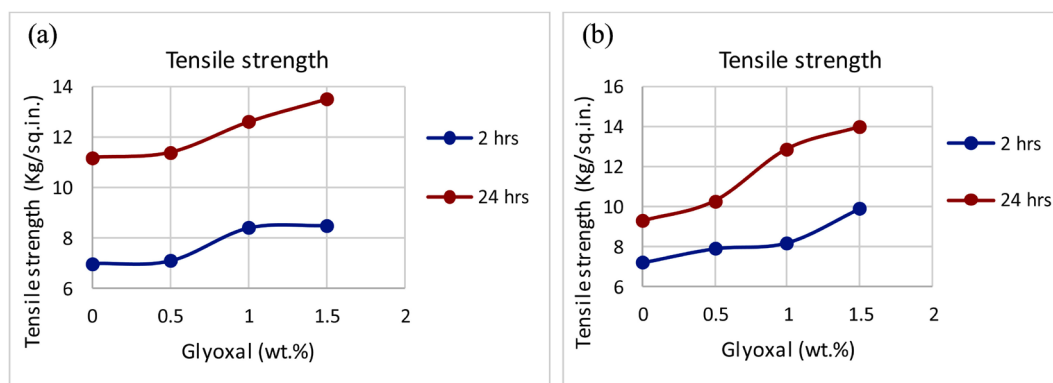 (a)
Tensile strength
Tensile strength (Kg/sq.in.)
14
12
10
8
6
0 0.5 1 1.5 2
Glyoxal (wt.%)
2 hrs
24 hrs
(b)
Tensile strength
Tensile strength (Kg/sq.in.)
16
14
12
10
8
6
0 0.5 1 1.5 2
Glyoxal (wt.%)
2 hrs
24 hrs